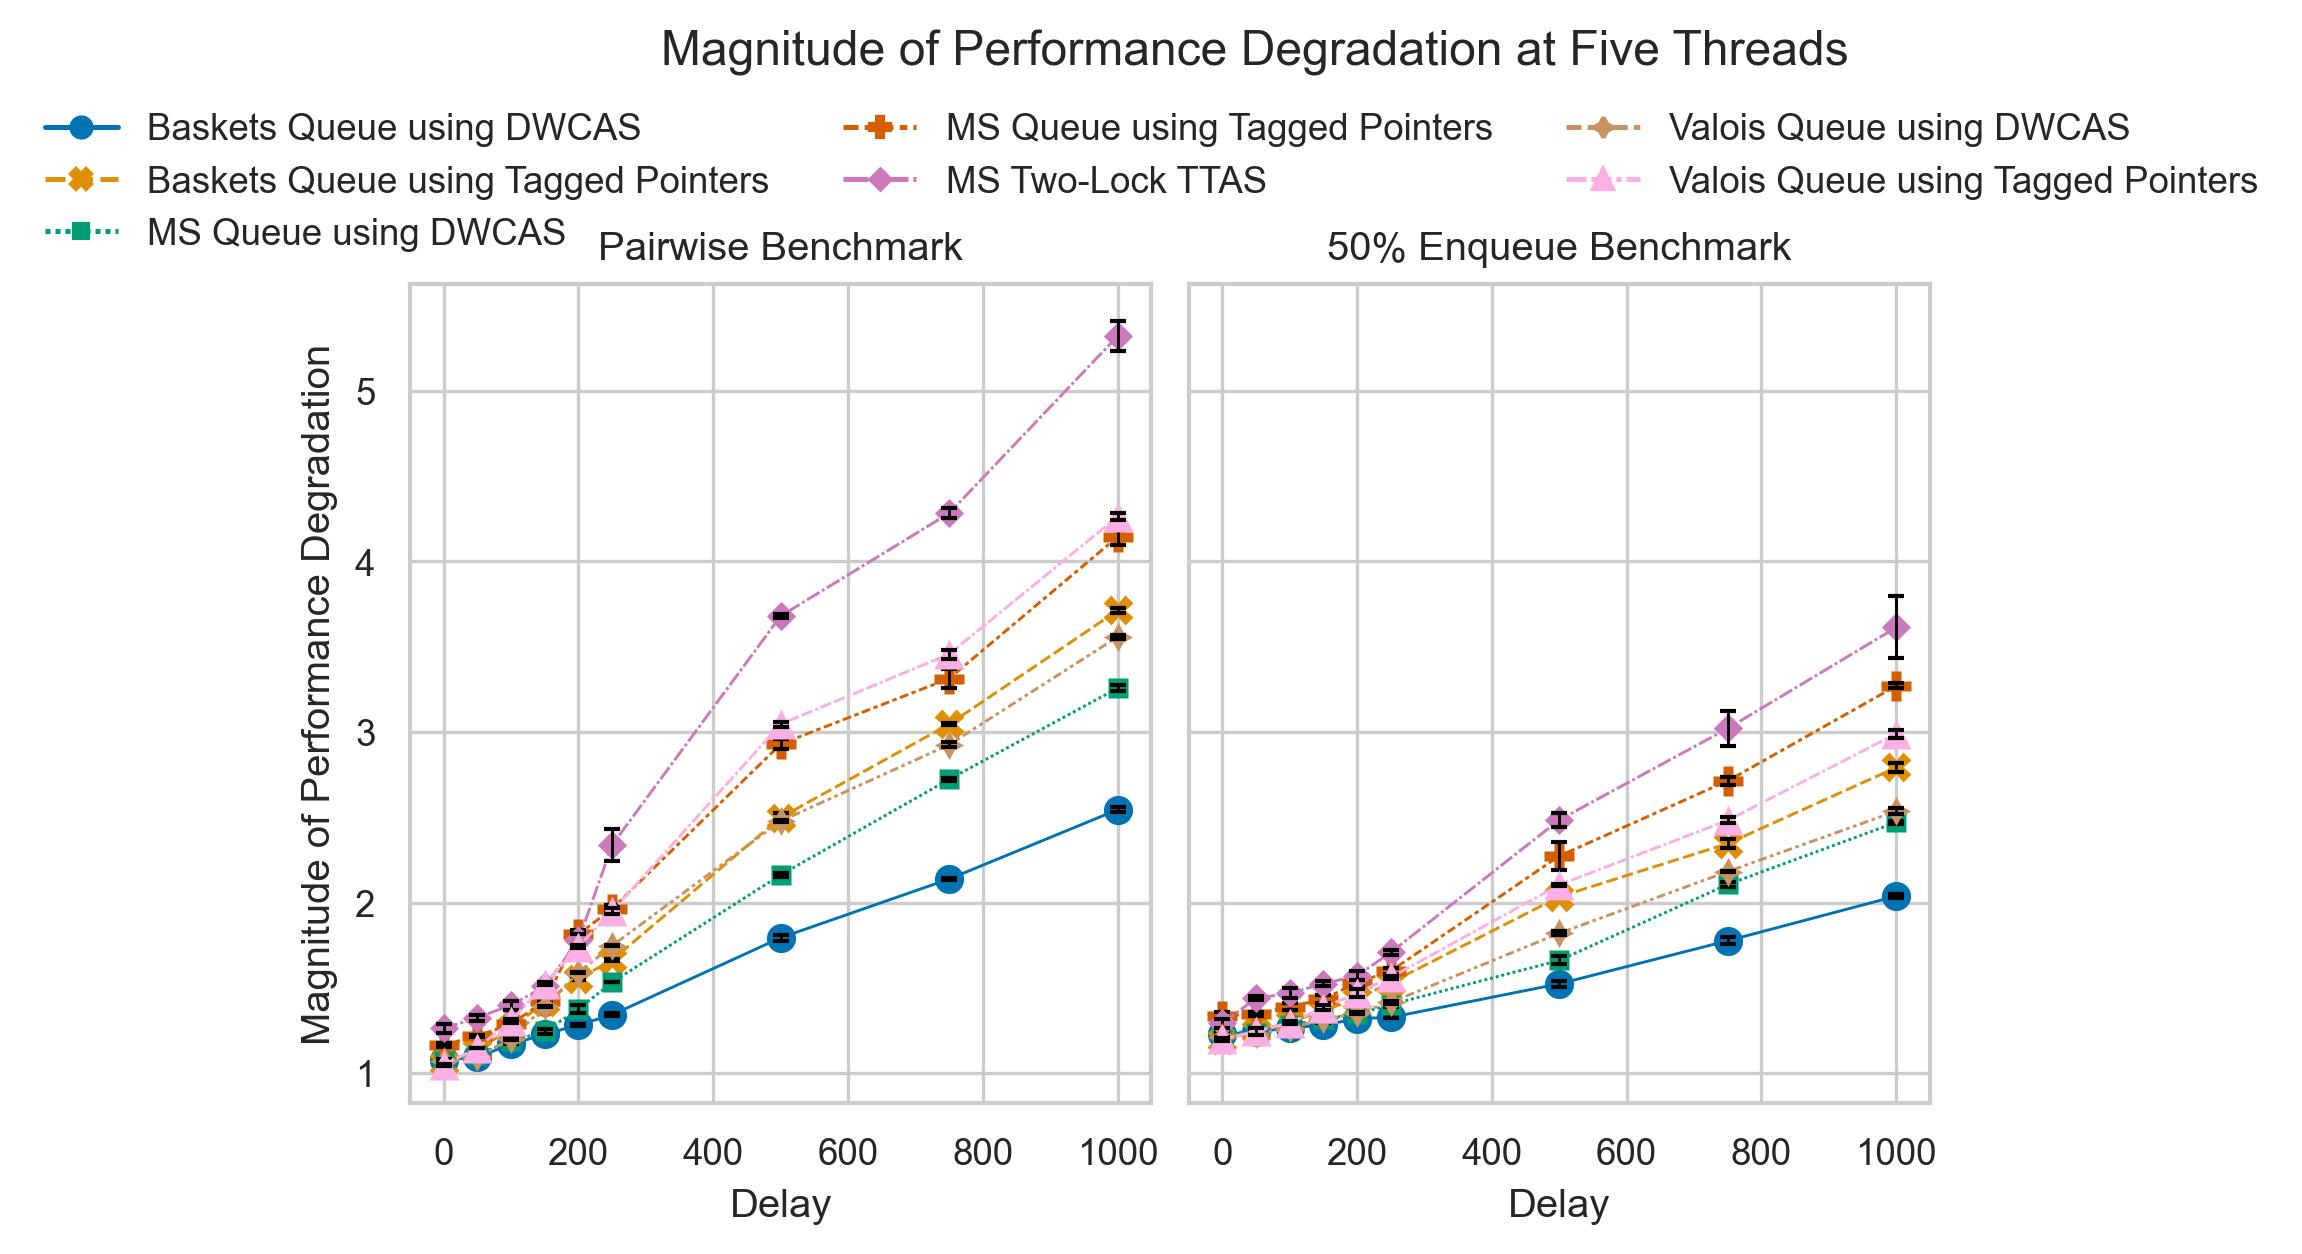 Magnitude of Performance Degradation at Five Threads
Baskets Queue using DWCAS
Baskets Queue using Tagged Pointers
MS Queue using DWCAS
MS Queue using Tagged Pointers
MS Two-Lock TTAS
Valois Queue using DWCAS
Valois Queue using Tagged Pointers
Pairwise Benchmark
50% Enqueue Benchmark
Magnitude of Performance Degradation
5
4
3
2
1
0 200 400 600 800 1000
0 200 400 600 800 1000
Delay
Delay